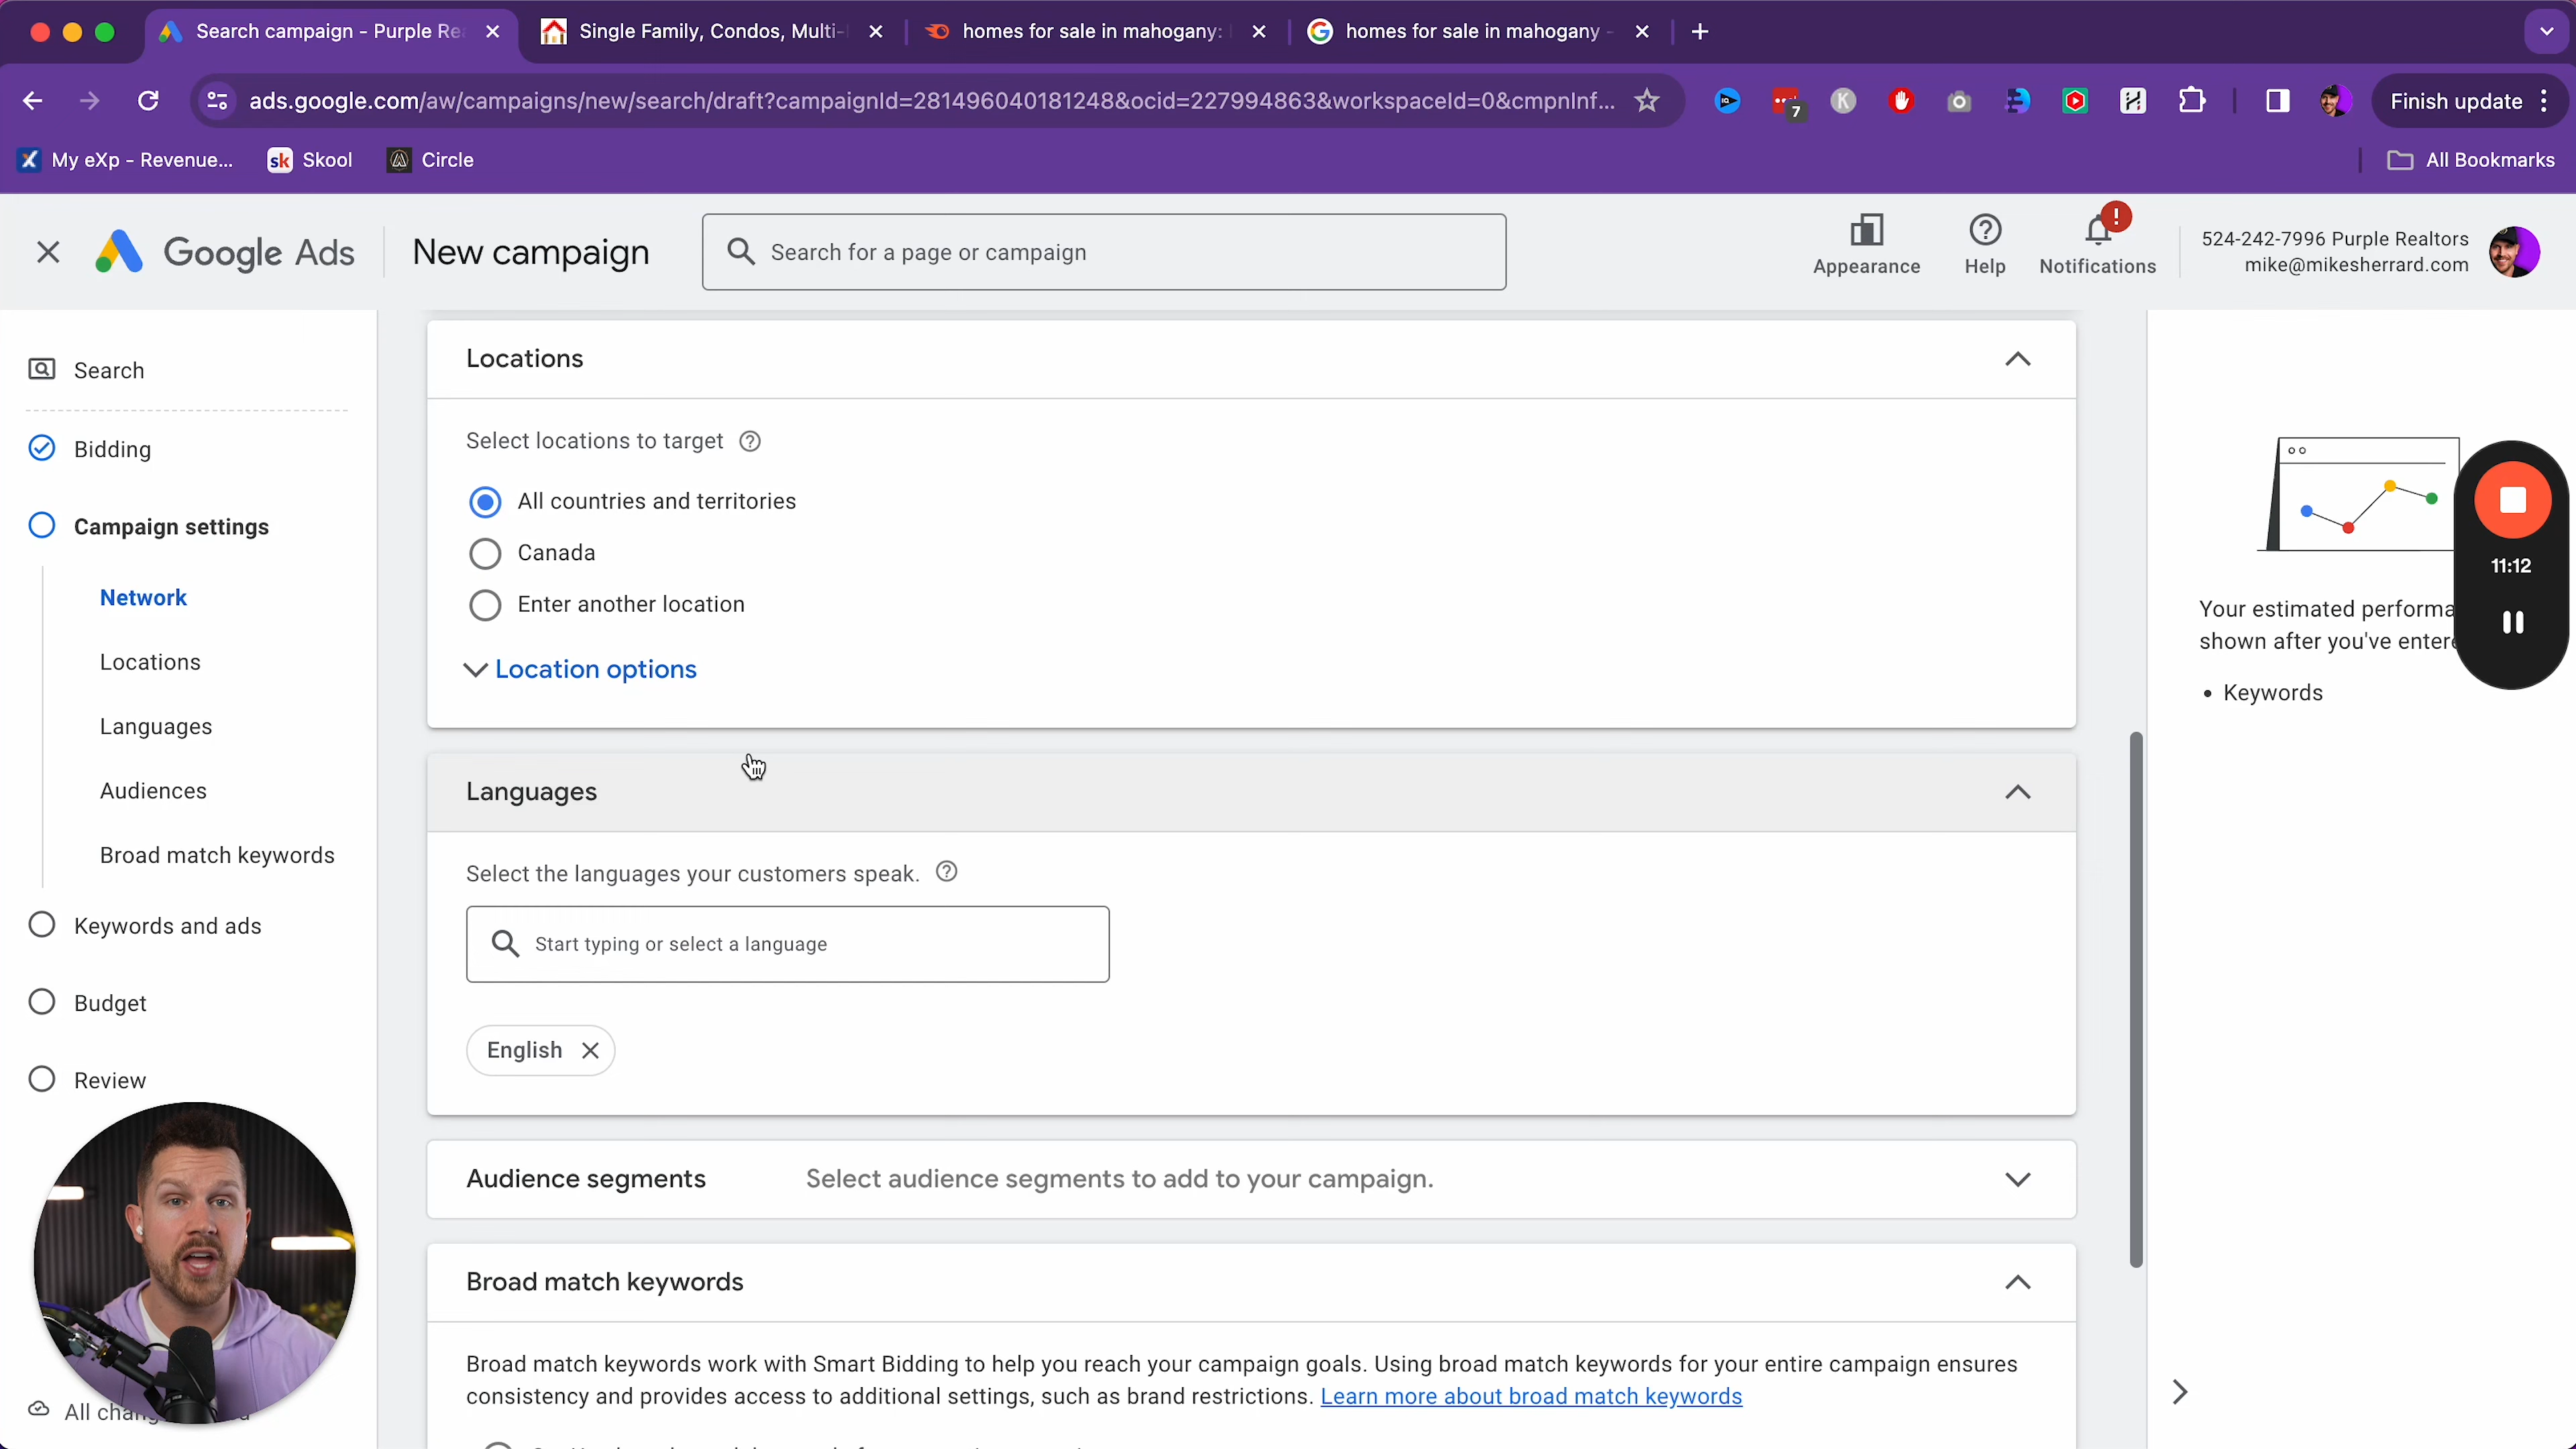 Search campaign - Purple Re
Single Family, Condos, Multi-
homes for sale in mahogany:
homes for sale in mahogany -
ads.google.com/aw/campaigns/new/search/draft?campaignId=281496040181248&ocid=227994863&workspaceId=0&cmpnInf...
7
Finish update
My eXp - Revenue...
sk Skool
Circle
All Bookmarks
Google Ads
New campaign
Search for a page or campaign
Appearance
Help
Notifications
524-242-7996 Purple Realtors
mike@mikesherrard.com
Search
Bidding
Campaign settings
Network
Locations
Languages
Audiences
Broad match keywords
Keywords and ads
Budget
Review
Locations
Select locations to target
All countries and territories
Canada
Enter another location
Location options
Languages
Select the languages your customers speak.
Start typing or select a language
English
Audience segments
Select audience segments to add to your campaign.
Broad match keywords
Broad match keywords work with Smart Bidding to help you reach your campaign goals. Using broad match keywords for your entire campaign ensures
consistency and provides access to additional settings, such as brand restrictions. Learn more about broad match keywords
Your estimated performa
shown after you've entere
• Keywords
11:12
All